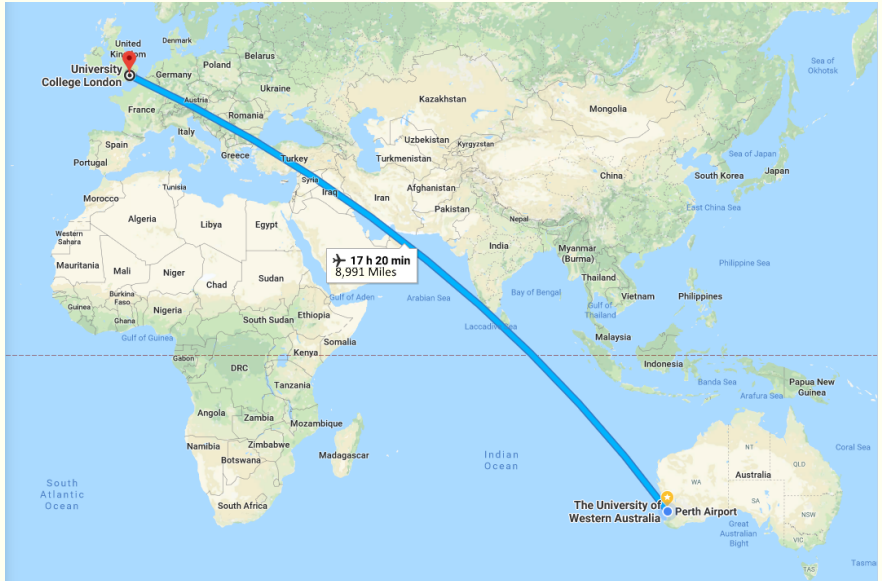 United
Kingdom
Denmark
Belarus
Sea of
Okhotsk
University
College London
Poland
Germany
Ukraine
France
Austria
Kazakhstan
Mongolia
Romania
Italy
Spain
Portugal
Greece
Turkey
Uzbekistan
Kyrgyzstan
Turkmenistan
Sea of Japan
Japan
South Korea
China
Syria
Iraq
Iran
Afghanistan
Pakistan
Tunisia
Morocco
Algeria
Libya
Egypt
Western
Sahara
East China Sea
Nepal
India
Myanmar
(Burma)
17 h 20 min
8,991 Miles
Mauritania
Mali
Niger
Chad
Sudan
Philippine Sea
Thailand
Burkina
Faso
Guinea
Ghana
Nigeria
South Sudan
Ethiopia
Gulf of Aden
Arabian Sea
Bay of Bengal
Gulf of
Thailand
Vietnam
Philippines
Laccadive Sea
Gulf of Guinea
Somalia
Malaysia
Gabon
DRC
Kenya
Indonesia
Tanzania
Banda Sea
Papua New
Guinea
Arafura Sea
Angola
Zambia
Mozambique
Namibia
Zimbabwe
Botswana
Madagascar
Indian
Ocean
NT
Coral Sea
QLD
Australia
WA
SA
South
Atlantic
Ocean
South Africa
The University of
Western Australia
Perth Airport
NSW
Great
Australian
Bight
VIC
TAS
Tasma